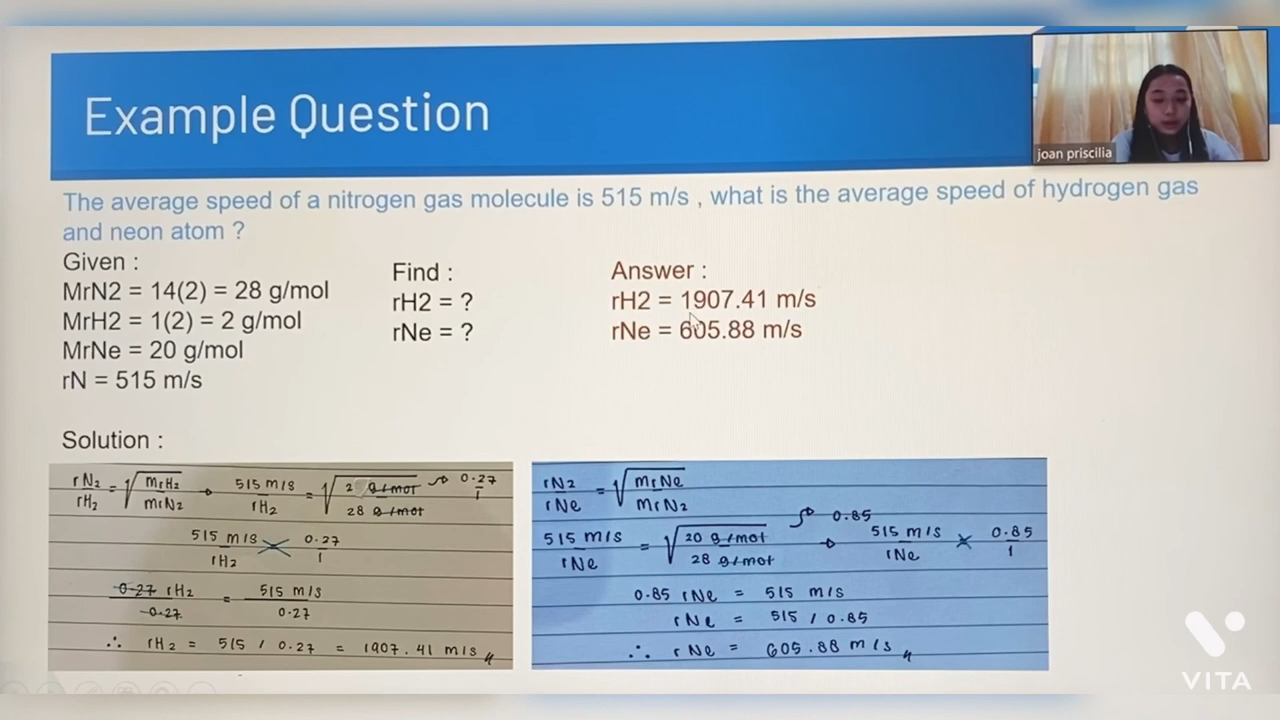 Example Question
joan priscilia
The average speed of a nitrogen gas molecule is 515 m/s , what is the average speed of hydrogen gas
and neon atom ?
Given :
MrN2 = 14(2) = 28 g/mol
MrH2 = 1(2) = 2 g/mol
MrNe = 20 g/mol
rN = 515 m/s
Find :
rH2 = ?
rNe = ?
Answer :
rH2 = 1907.41 m/s
rNe = 605.88 m/s
Solution :
rN₂/rH₂ = √(MrH₂/MrN₂) → 515 m/s/rH₂ = √(2 g/mol/28 g/mol) → 0.27/1
515 m/s/rH₂ × 0.27/1
0.27 rH₂/0.27 = 515 m/s/0.27
∴ rH₂ = 515 / 0.27 = 1907.41 m/s //
rN₂/rNe = √(MrNe/MrN₂)
515 m/s/rNe = √(20 g/mol/28 g/mol) → 0.85 → 515 m/s/rNe × 0.85/1
0.85 rNe = 515 m/s
rNe = 515 / 0.85
∴ rNe = 605.88 m/s //
VITA